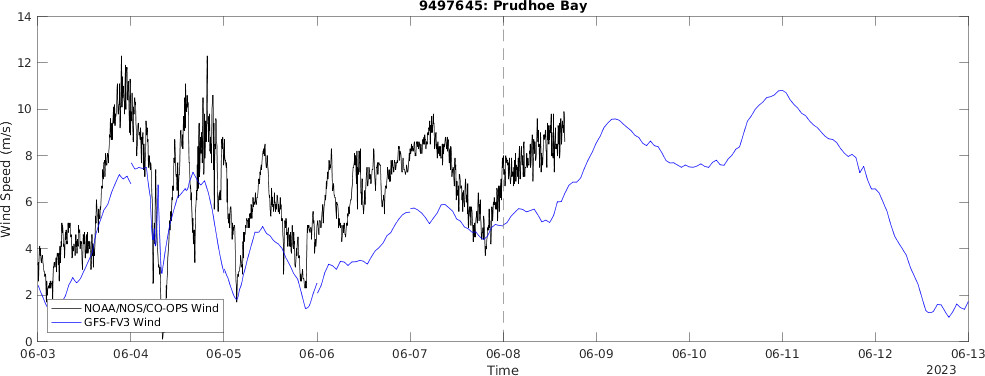 9497645: Prudhoe Bay
Wind Speed (m/s)
14
12
10
8
6
4
2
0
NOAA/NOS/CO-OPS Wind
GFS-FV3 Wind
06-03 06-04 06-05 06-06 06-07 06-08 06-09 06-10 06-11 06-12 06-13
Time
2023